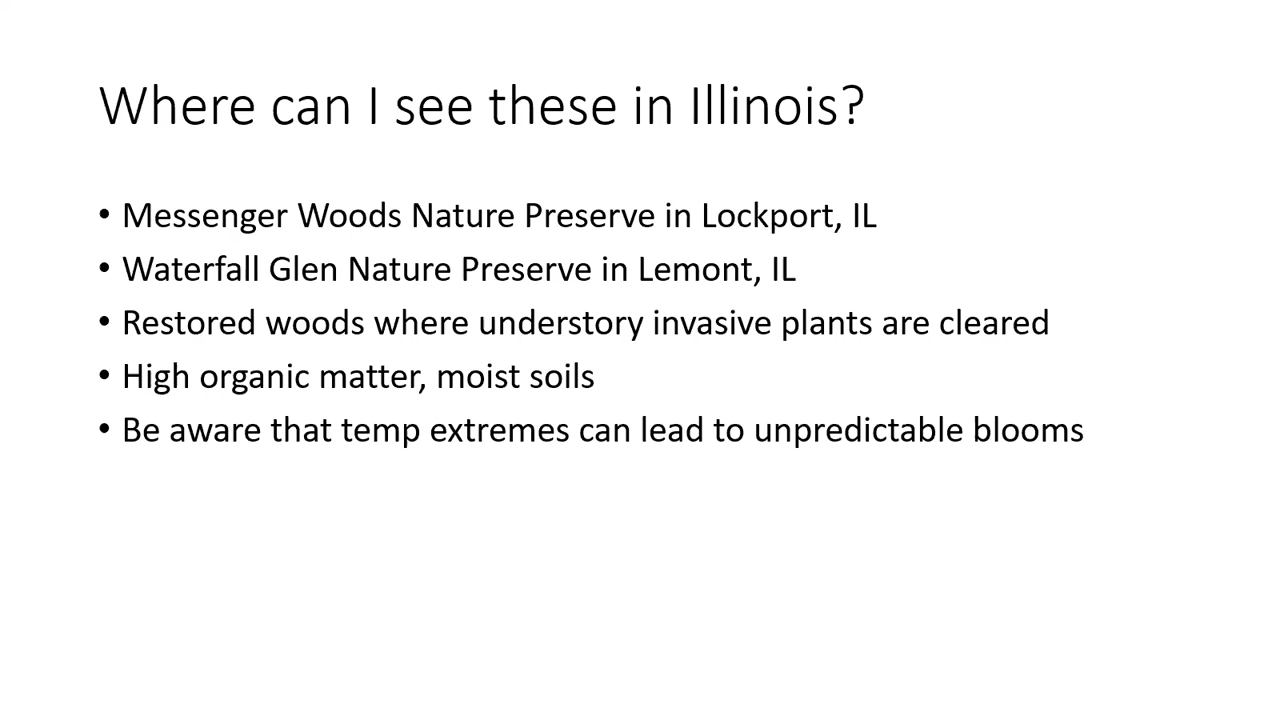 Where can I see these in Illinois?
• Messenger Woods Nature Preserve in Lockport, IL
• Waterfall Glen Nature Preserve in Lemont, IL
• Restored woods where understory invasive plants are cleared
• High organic matter, moist soils
• Be aware that temp extremes can lead to unpredictable blooms